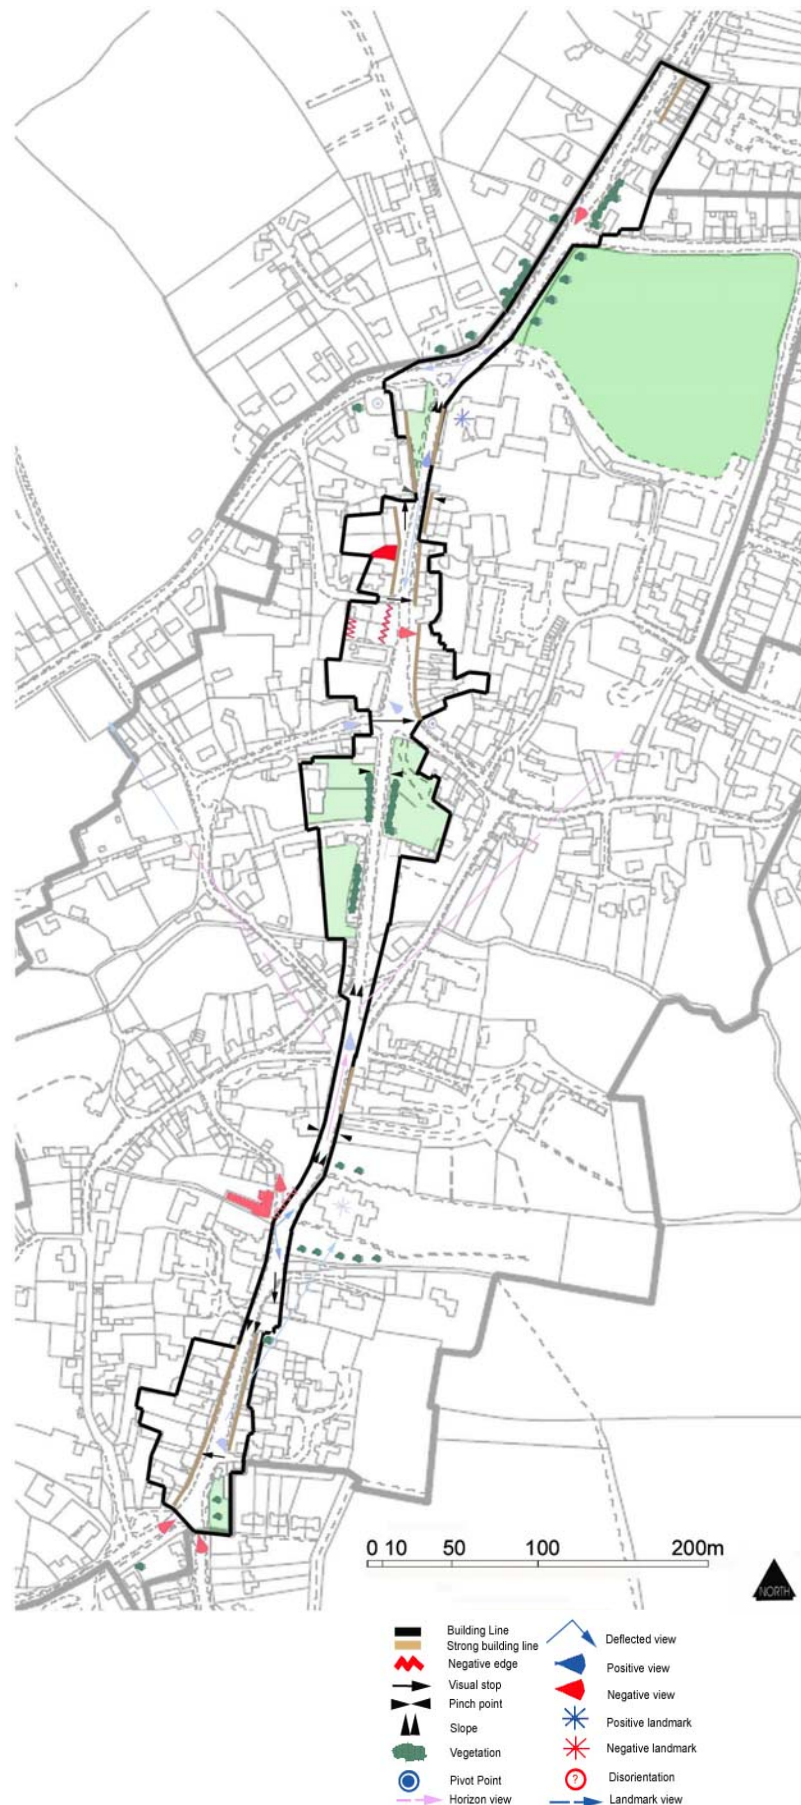 0 10 50 100 200m
NORTH
Building Line
Strong building line
Negative edge
Visual stop
Pinch point
Slope
Vegetation
Pivot Point
Horizon view
Deflected view
Positive view
Negative view
Positive landmark
Negative landmark
? Disorientation
Landmark view